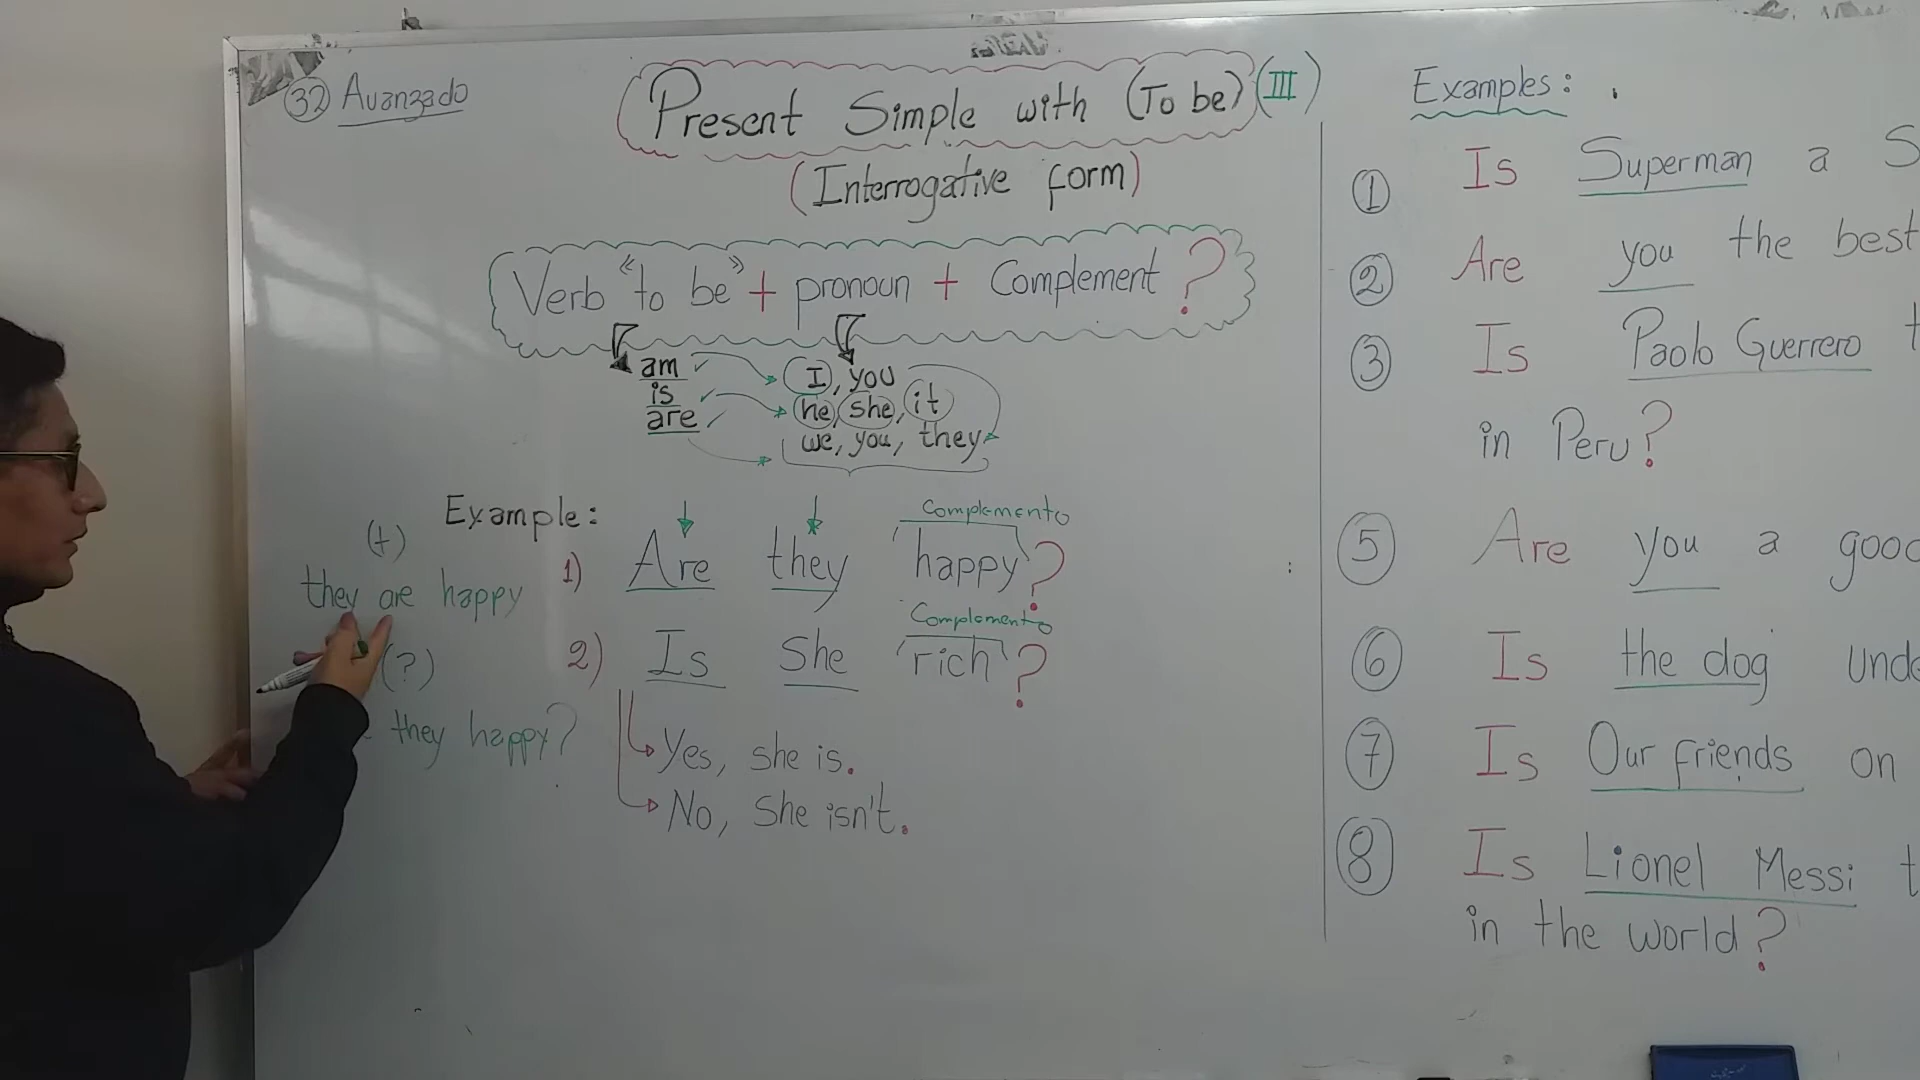 32 Avanzado
Present Simple with (To be) (III)
(Interrogative form)
Verb "to be" + pronoun + Complement ?
am
is
are
I, you
he, she, it
we, you, they
Example:
1) Are they happy?
Complemento
2) Is she rich?
Complemento
Yes, she is.
No, She isn't.
(+)
they are happy
(?)
they happy?
Examples:
1 Is Superman a S
2 Are you the best
3 Is Paolo Guerrero t
in Peru?
5 Are you a good
6 Is the dog unde
7 Is Our friends on
8 Is Lionel Messi t
in the world?